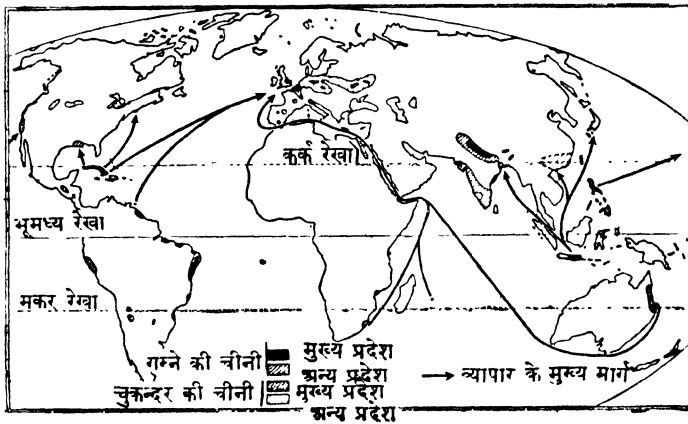 कर्क रेखा
भूमध्य रेखा
मकर रेखा
गन्ने की चीनी
मुख्य प्रदेश
अन्य प्रदेश
चुकन्दर की चीनी
मुख्य प्रदेश
अन्य प्रदेश
→ व्यापार के मुख्य मार्ग